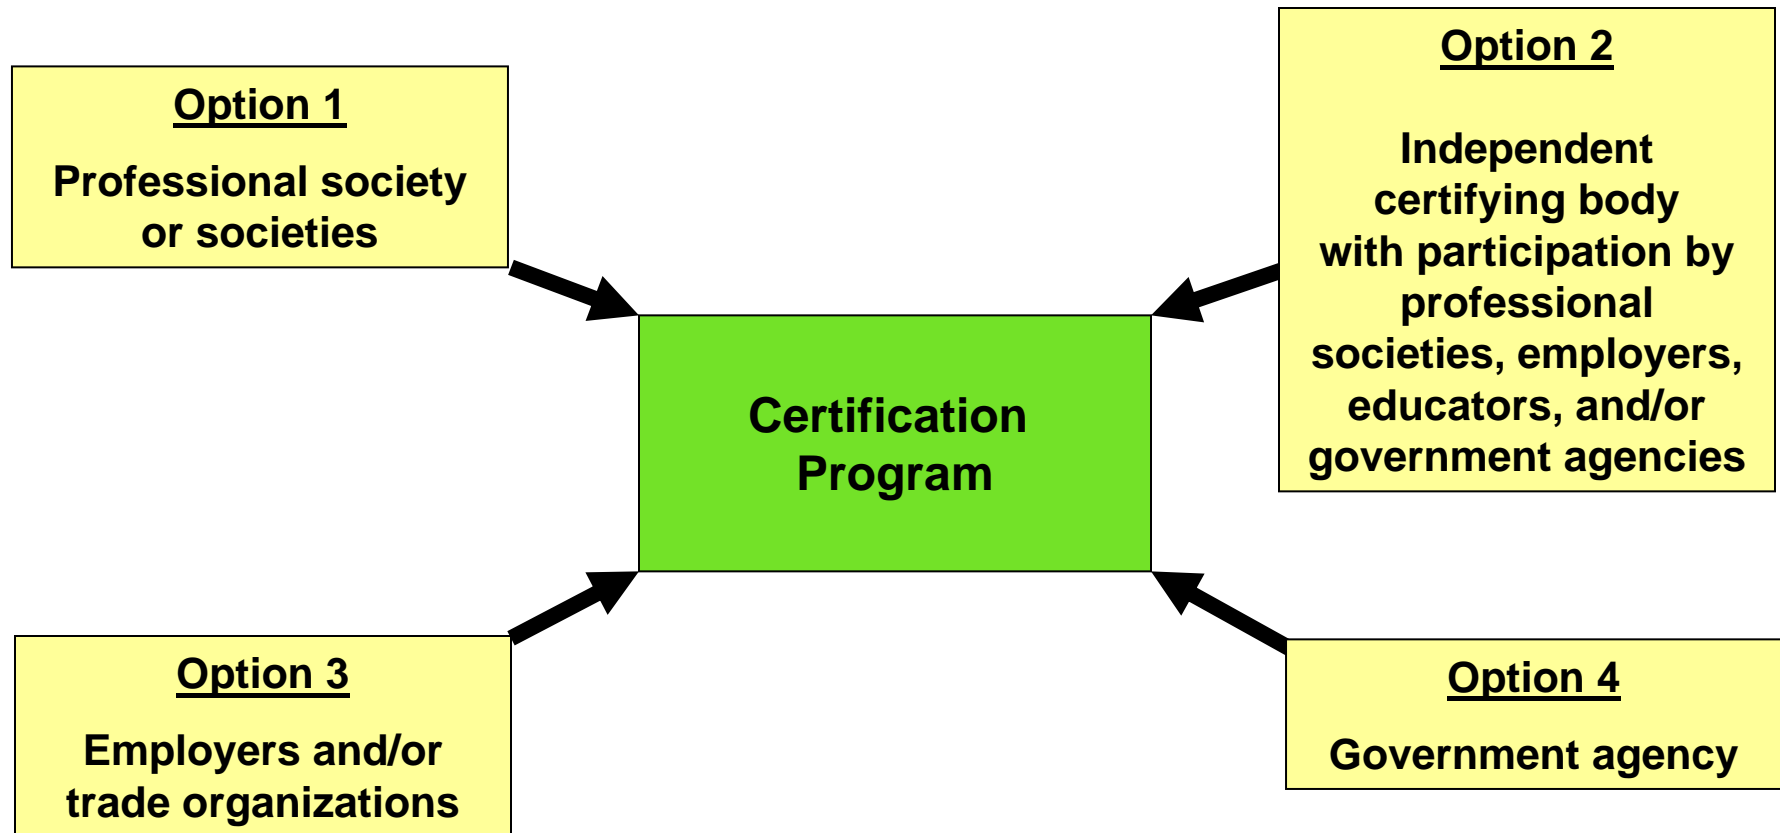 Option 1
Professional society
or societies
Option 2
Independent
certifying body
with participation by
professional
societies, employers,
educators, and/or
government agencies
Certification
Program
Option 3
Employers and/or
trade organizations
Option 4
Government agency